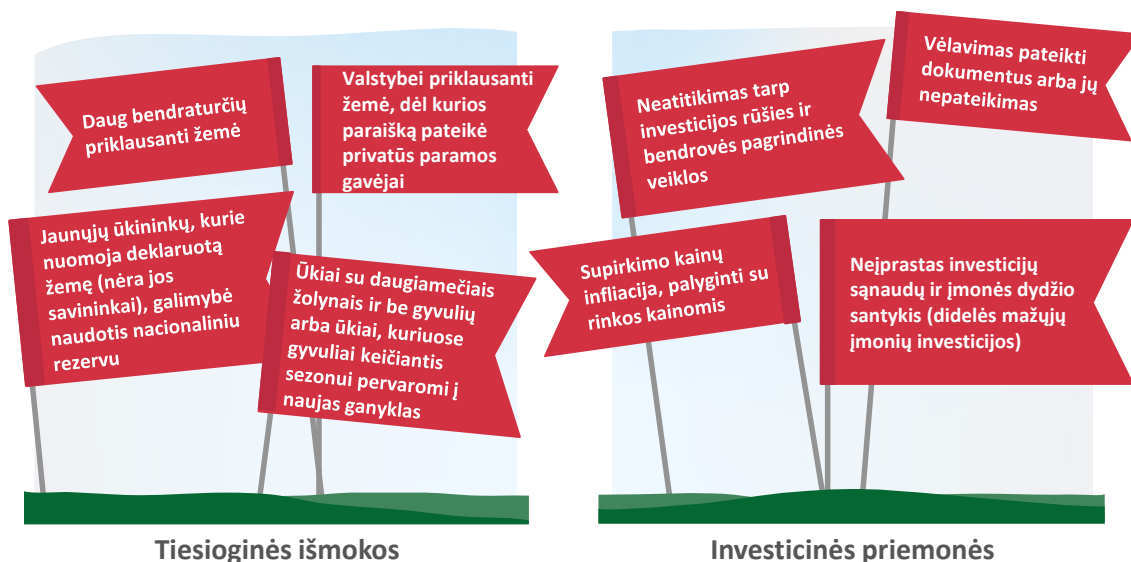 Daug bendraturčių
priklausanti žemė
Valstybei priklausanti
žemė, dėl kurios
paraišką pateikė
privatūs paramos
gavėjai
Jaunųjų ūkininkų, kurie
nuomoja deklaruotą
žemę (nėra jos
savininkai), galimybė
naudotis nacionaliniu
rezervu
Ūkiai su daugiamečiais
žolynais ir be gyvulių
arba ūkiai, kuriuose
gyvuliai keičiantis
sezonui pervaromi į
naujas ganyklas
Tiesioginės išmokos
Neatitikimas tarp
investicijos rūšies ir
bendrovės pagrindinės
veiklos
Vėlavimas pateikti
dokumentus arba jų
nepateikimas
Supirkimo kainų
infliacija, palyginti su
rinkos kainomis
Neįprastas investicijų
sąnaudų ir įmonės dydžio
santykis (didelės mažųjų
įmonių investicijos)
Investicinės priemonės